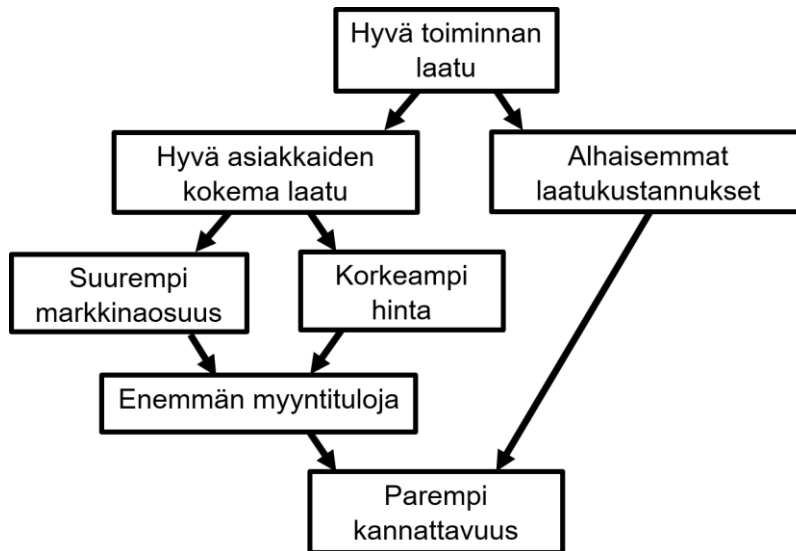 Hyvä toiminnan
laatu
Hyvä asiakkaiden
kokema laatu
Alhaisemmat
laatukustannukset
Suurempi
markkinaosuus
Korkeampi
hinta
Enemmän myyntituloja
Parempi
kannattavuus